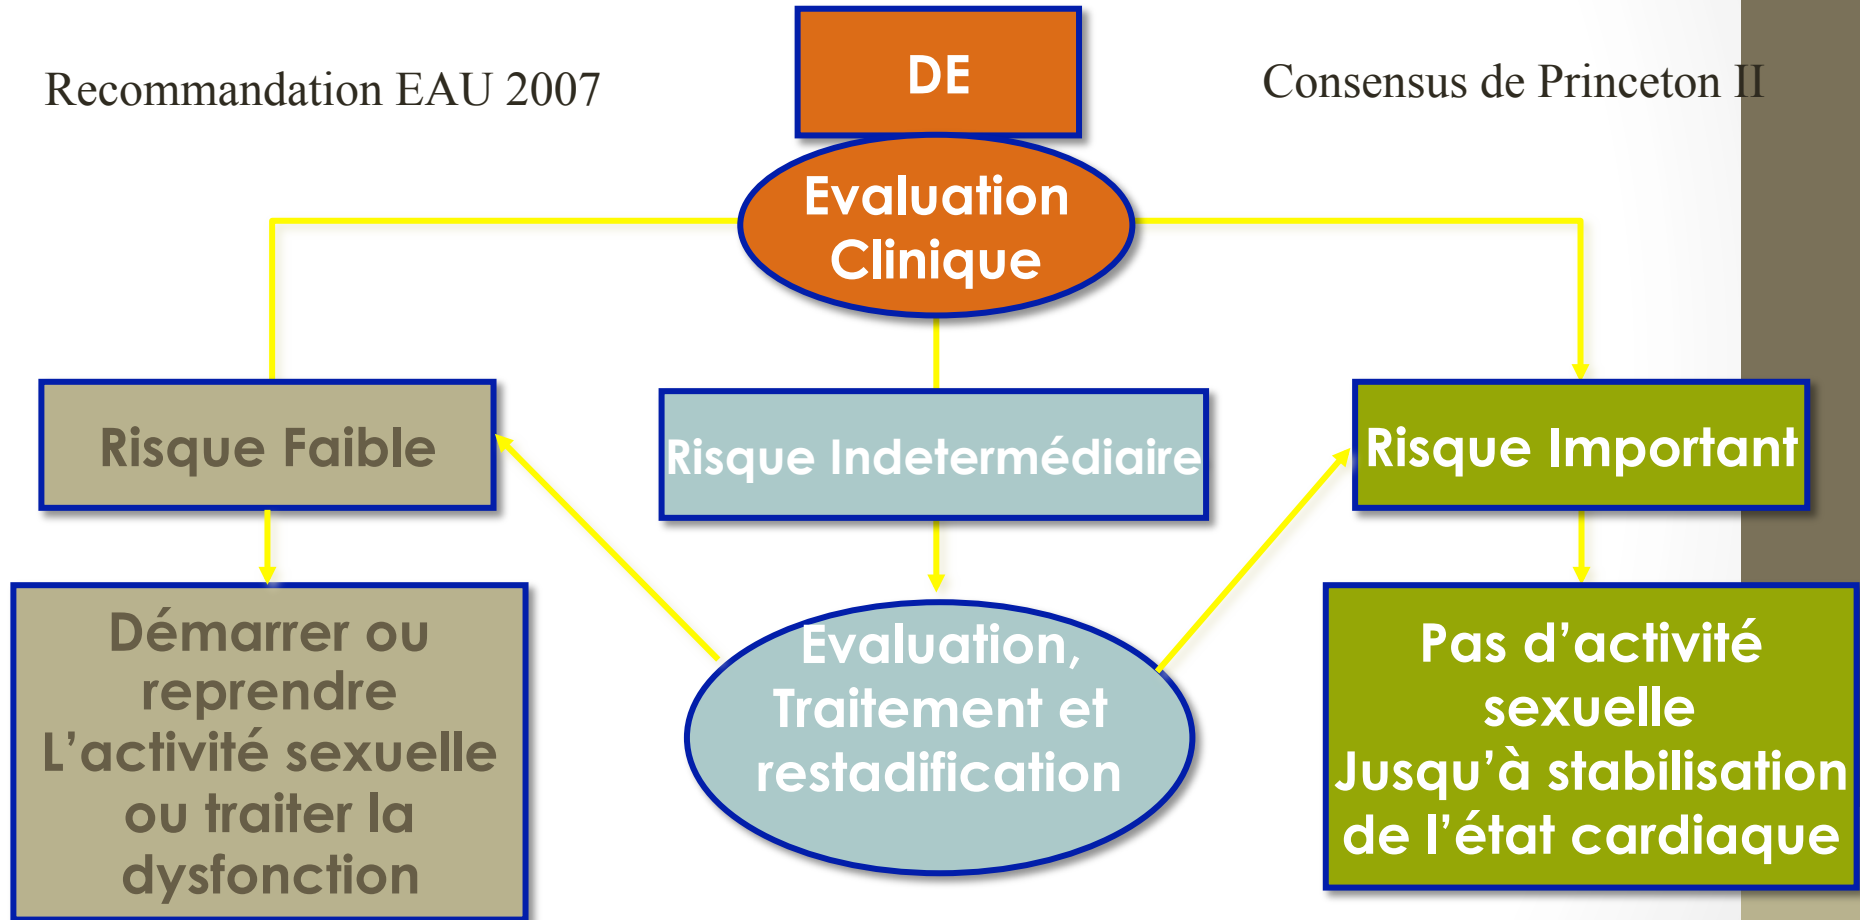 Recommandation EAU 2007
DE
Consensus de Princeton II
Evaluation
Clinique
Risque Faible
Risque Indetermédiaire
Risque Important
Démarrer ou
reprendre
L’activité sexuelle
ou traiter la
dysfonction
Evaluation,
Traitement et
restadification
Pas d’activité
sexuelle
Jusqu’à stabilisation
de l’état cardiaque